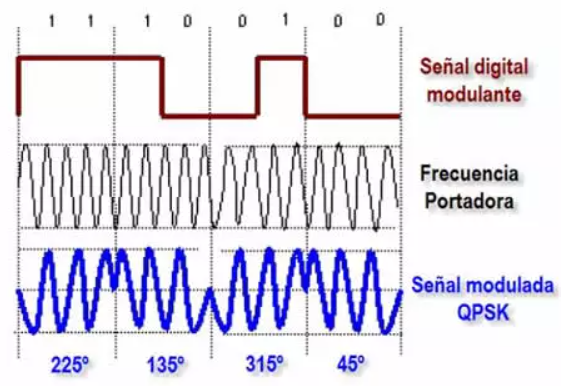 1 1 1 0 0 1 0 0
Señal digital
modulante
Frecuencia
Portadora
Señal modulada
QPSK
225º 135º 315º 45º